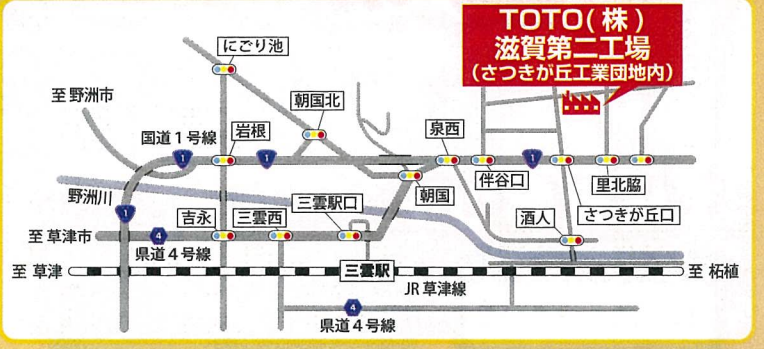 TOTO(株)
滋賀第二工場
(さつきが丘工業団地内)
にごり池
至 野洲市
朝国北
国道1号線
岩根
1
1
泉西
1
伴谷口
里北脇
朝国
野洲川
1
吉永
三雲西
三雲駅口
酒人
さつきが丘口
至 草津市
4
県道4号線
至 草津
三雲駅
至 柘植
JR草津線
4
県道4号線